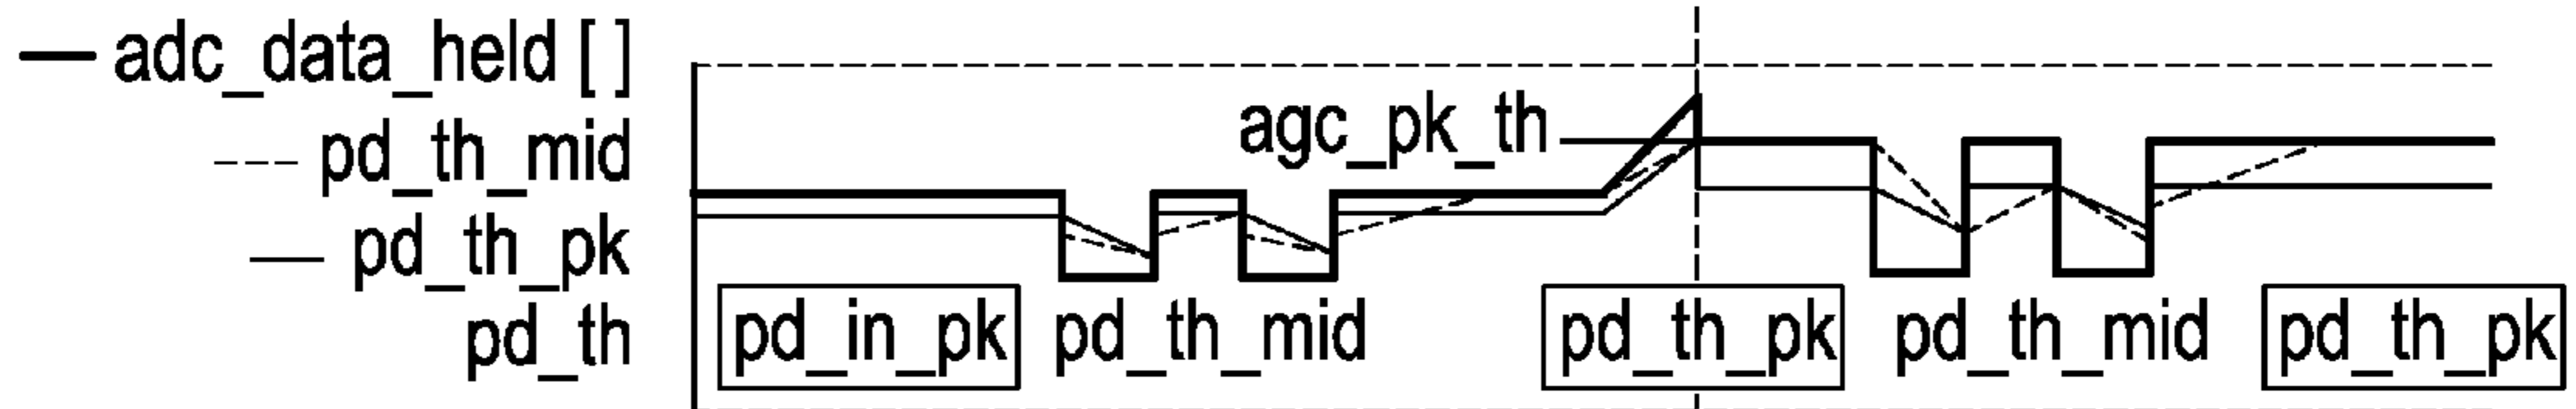 adc_data_held [ ]
pd_th_mid
agc_pk_th
pd_th_pk
pd_th
pd_in_pk pd_th_mid pd_th_pk pd_th_mid pd_th_pk